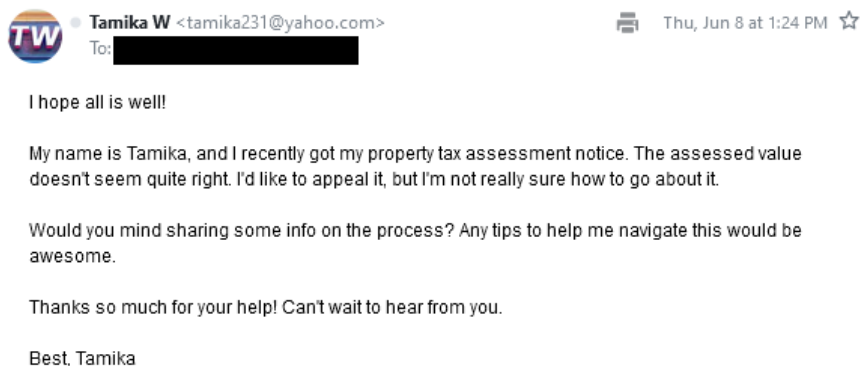 TW
Tamika W <tamika231@yahoo.com>
Thu, Jun 8 at 1:24 PM
To:
I hope all is well!
My name is Tamika, and I recently got my property tax assessment notice. The assessed value
doesn't seem quite right. I'd like to appeal it, but I'm not really sure how to go about it.
Would you mind sharing some info on the process? Any tips to help me navigate this would be
awesome.
Thanks so much for your help! Can't wait to hear from you.
Best, Tamika